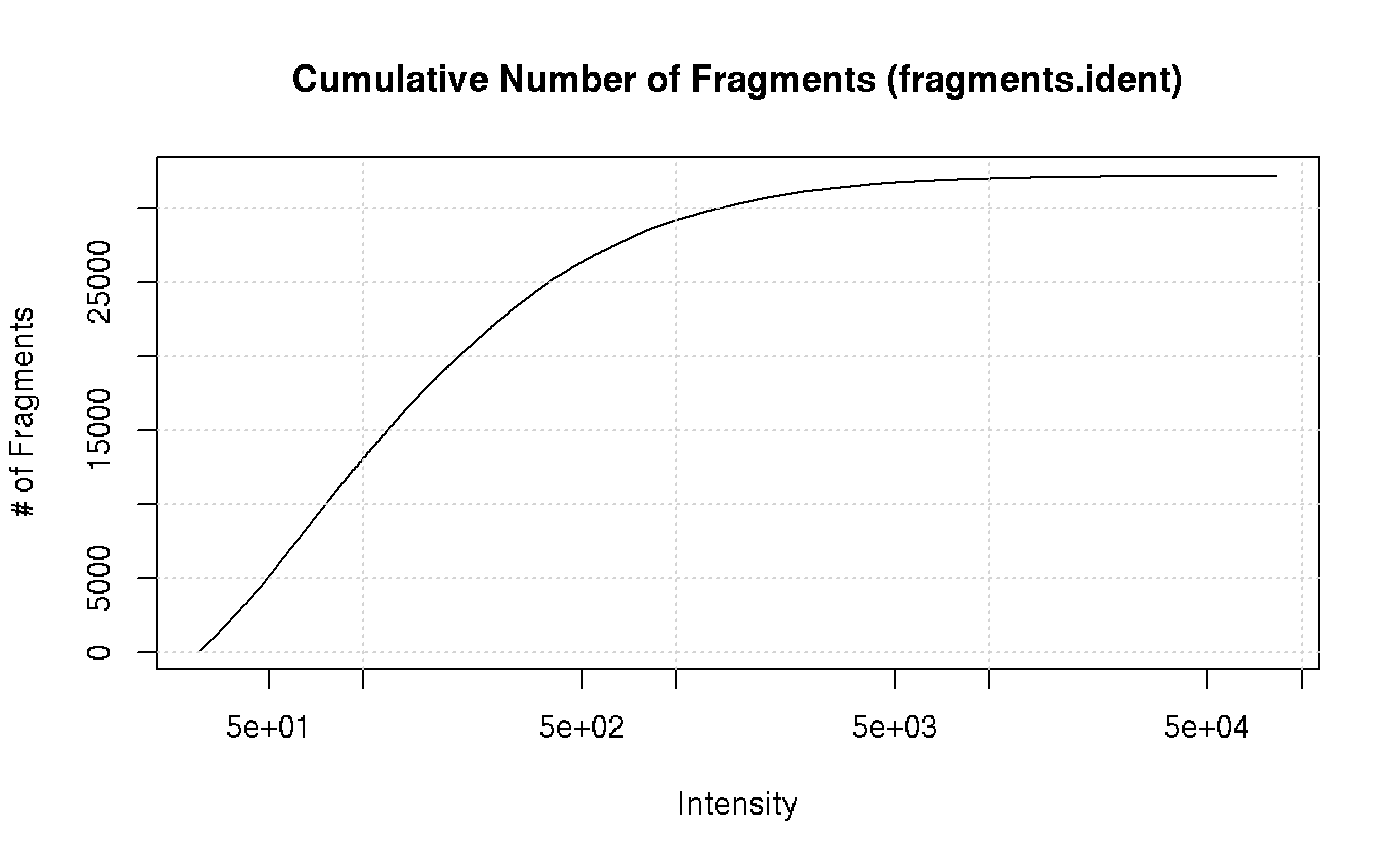 Cumulative Number of Fragments (fragments.ident)
# of Fragments
25000
15000
5000
0
5e+01 5e+02 5e+03 5e+04
Intensity